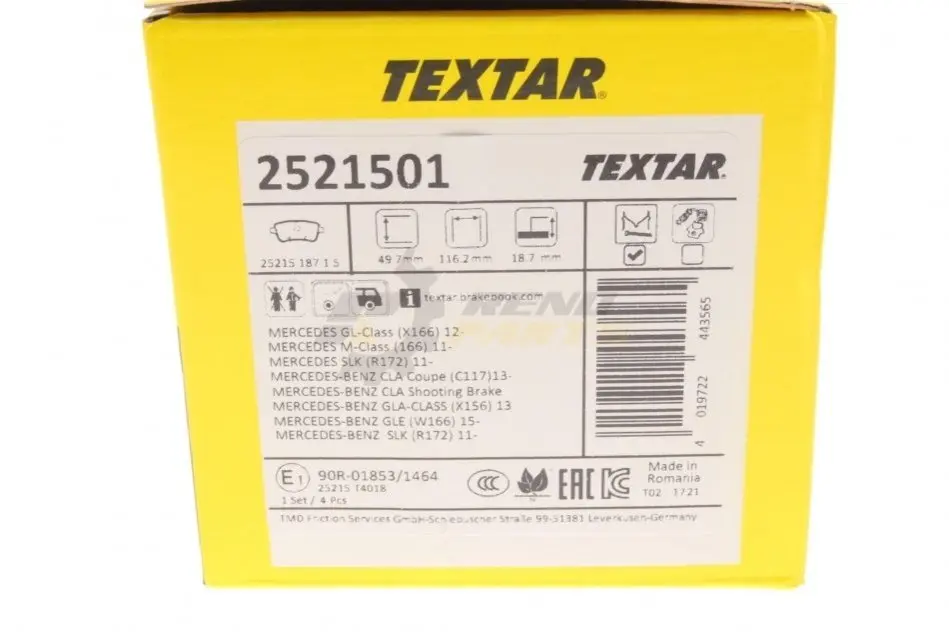 TEXTAR®
2521501
TEXTAR®
25215 187 1 5
49.7mm
116.2mm
18.7 mm
textar.brakebook.com
MERCEDES GL-Class (X166) 12-
MERCEDES M-Class (166) 11-
MERCEDES SLK (R172) 11-
MERCEDES-BENZ CLA Coupe (C117)13-
MERCEDES-BENZ CLA Shooting Brake
MERCEDES-BENZ GLA-CLASS (X156) 13
MERCEDES-BENZ GLE (W166) 15-
MERCEDES-BENZ SLK (R172) 11-
4 019722 443565
E1 90R-01853/1464
25215 T4018
1 Set / 4 Pcs
CCC
EAC
Made in
Romania
T02 1721
TMD Friction Services GmbH-Schlebuscher Straße 99-51381 Leverkusen-Germany